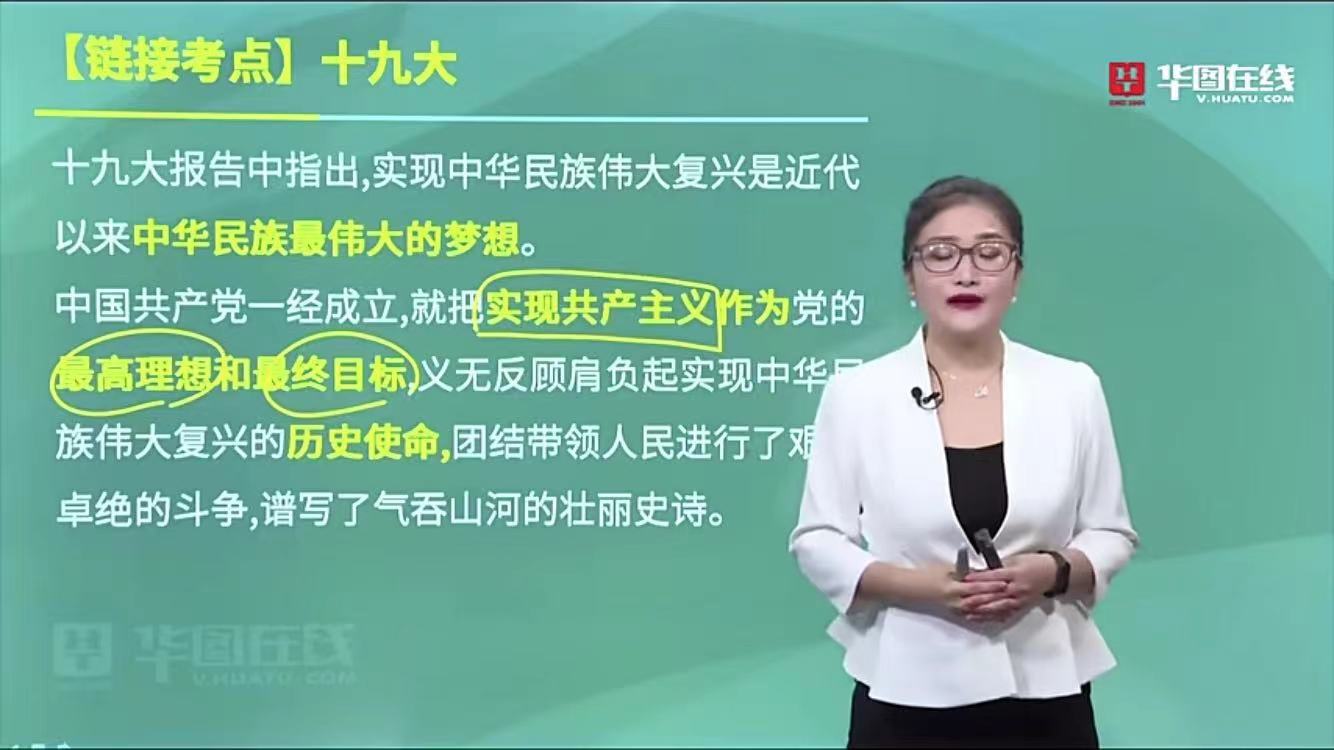 【链接考点】十九大
华图在线
V.HUATU.COM
十九大报告中指出,实现中华民族伟大复兴是近代
以来中华民族最伟大的梦想。
中国共产党一经成立,就把实现共产主义作为党的
最高理想和最终目标,义无反顾肩负起实现中华
族伟大复兴的历史使命,团结带领人民进行了艰
卓绝的斗争,谱写了气吞山河的壮丽史诗。
华图在线
V.HUATU.COM